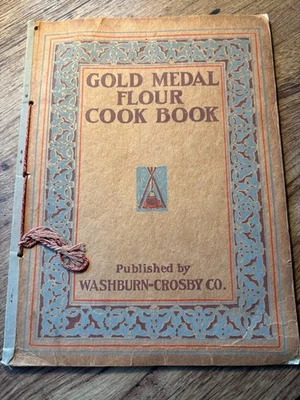 GOLD MEDAL
FLOUR
COOK BOOK
Published by
WASHBURN-CROSBY CO.